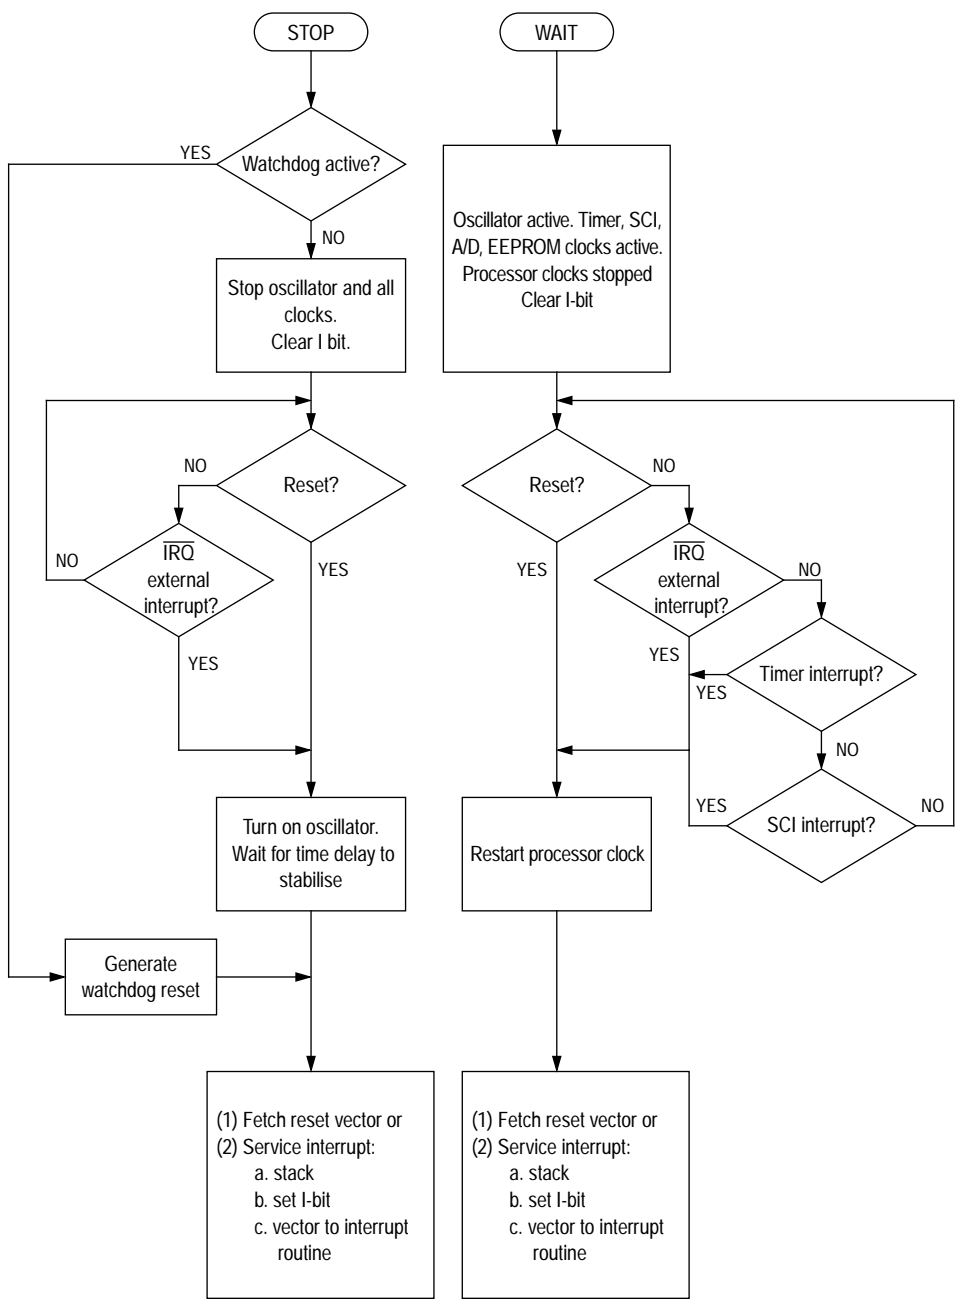 STOP
Watchdog active?
YES
NO
Stop oscillator and all
clocks.
Clear I bit.
Reset?
NO
YES
IRQ
external
interrupt?
NO
YES
Turn on oscillator.
Wait for time delay to
stabilise
Generate
watchdog reset
(1) Fetch reset vector or
(2) Service interrupt:
a. stack
b. set I-bit
c. vector to interrupt
routine
WAIT
Oscillator active. Timer, SCI,
A/D, EEPROM clocks active.
Processor clocks stopped
Clear I-bit
Reset?
NO
YES
IRQ
external
interrupt?
NO
YES
Timer interrupt?
YES
NO
SCI interrupt?
YES
NO
Restart processor clock
(1) Fetch reset vector or
(2) Service interrupt:
a. stack
b. set I-bit
c. vector to interrupt
routine